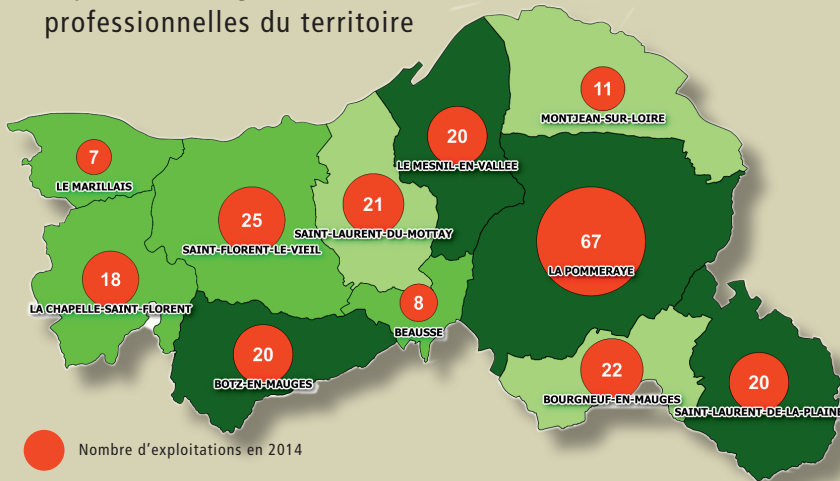 professionnelles du territoire
11
MONTJEAN-SUR-LOIRE
20
LE MESNIL-EN-VALLEE
7
LE MARILLAIS
21
SAINT-LAURENT-DU-MOTTAY
25
SAINT-FLORENT-LE-VIEIL
67
LA POMMERAYE
18
LA CHAPELLE-SAINT-FLORENT
8
BEAUSSE
20
BOTZ-EN-MAUGES
22
BOURGNEUF-EN-MAUGES
20
SAINT-LAURENT-DE-LA-PLAINE
Nombre d'exploitations en 2014